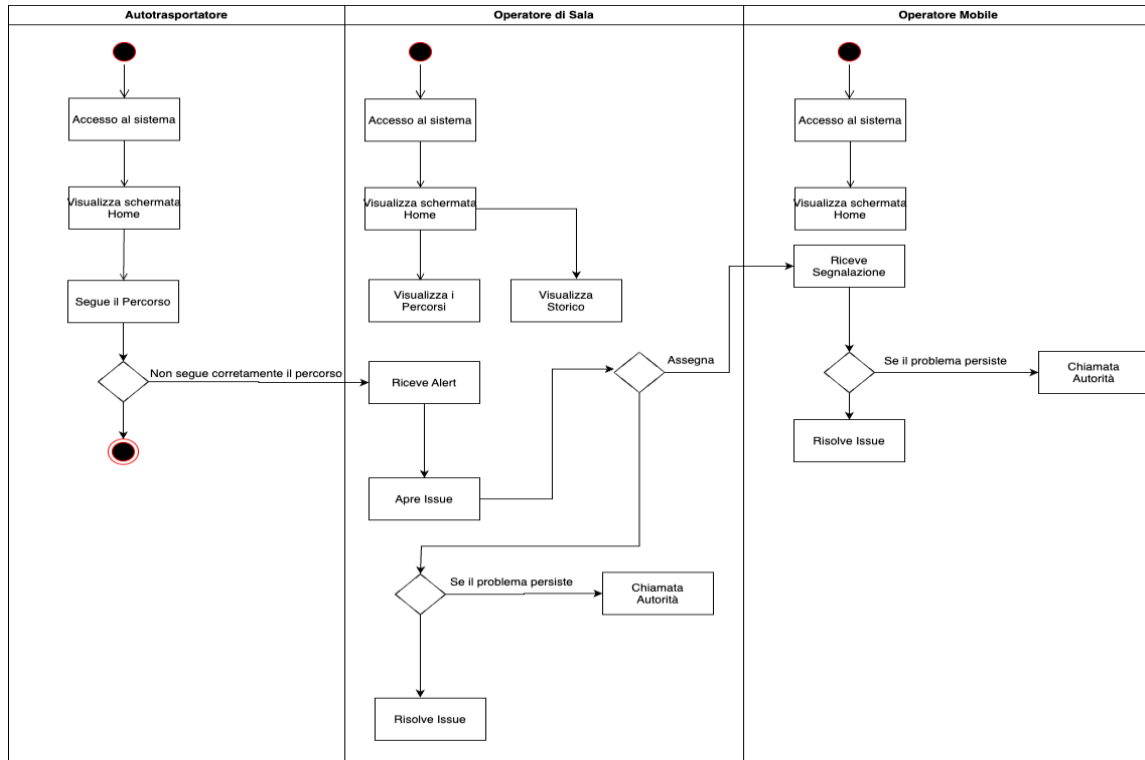 Autotrasportatore
Operatore di Sala
Operatore Mobile
Accesso al sistema
Accesso al sistema
Accesso al sistema
Visualizza schermata
Home
Visualizza schermata
Home
Visualizza schermata
Home
Riceve
Segnalazione
Segue il Percorso
Visualizza i
Percorsi
Visualizza
Storico
Assegna
Non segue corretamente il percorso
Riceve Alert
Se il problema persiste
Chiamata
Autorità
Risolve Issue
Apre Issue
Se il problema persiste
Chiamata
Autorità
Risolve Issue